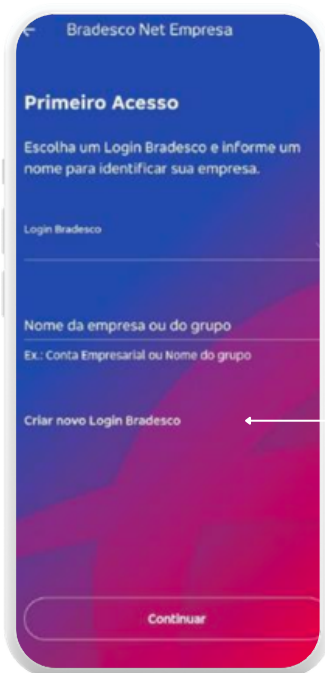 Bradesco Net Empresa
Primeiro Acesso
Escolha um Login Bradesco e informe um
nome para identificar sua empresa.
Login Bradesco
Nome da empresa ou do grupo
Ex.: Conta Empresarial ou Nome do grupo
Criar novo Login Bradesco
Continuar